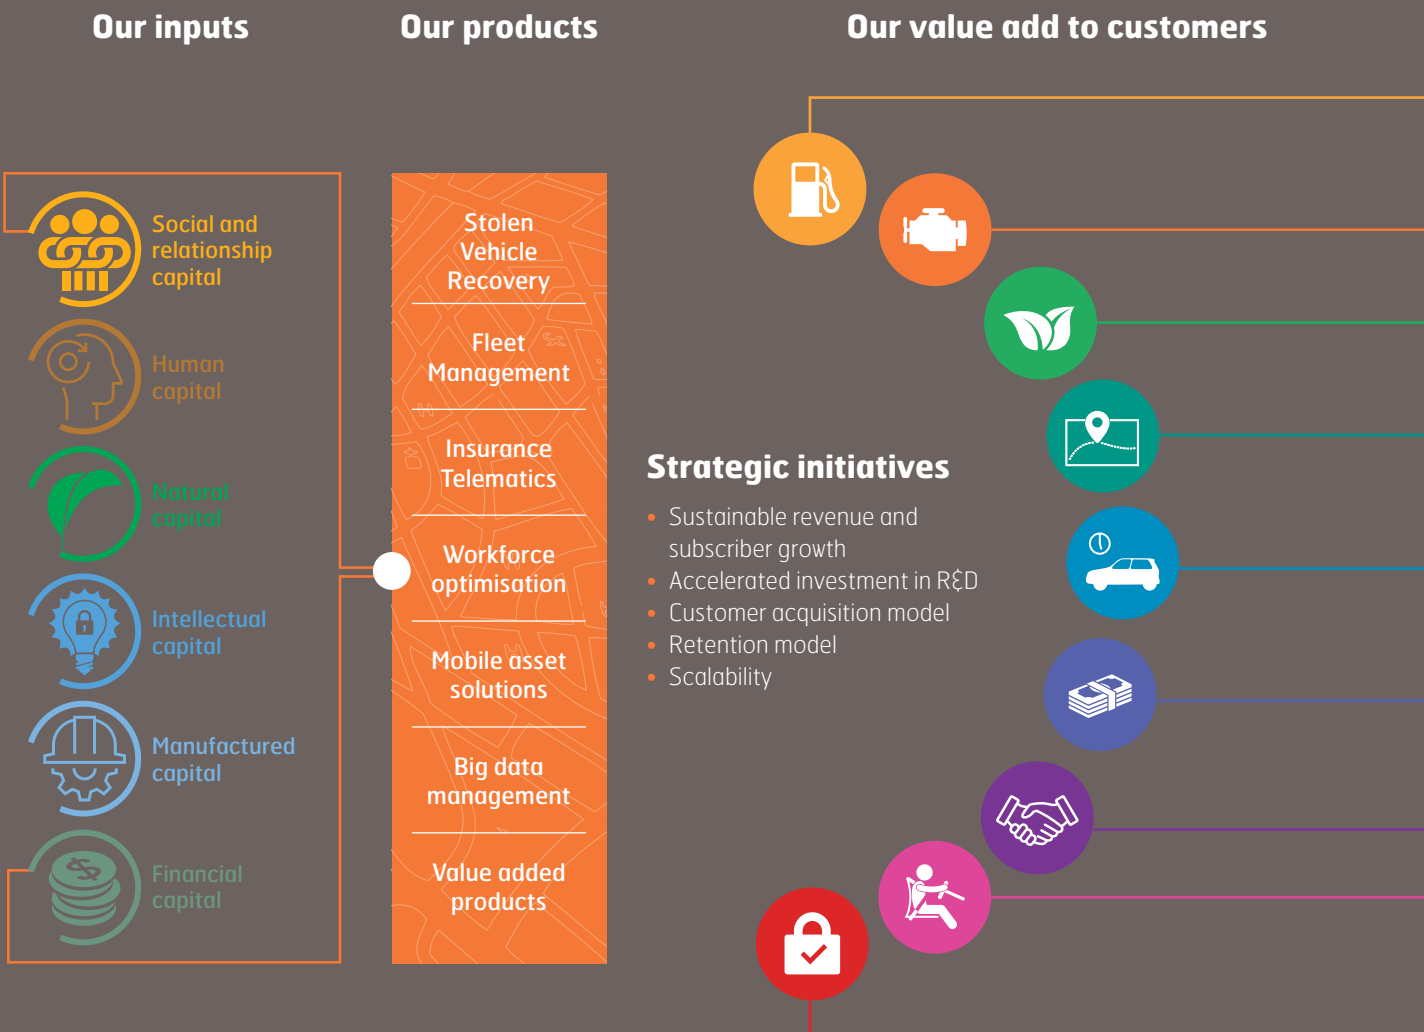 Our inputs
Our products
Our value add to customers
Social and
relationship
capital
Human
capital
Natural
capital
Intellectual
capital
Manufactured
capital
Financial
capital
Stolen
Vehicle
Recovery
Fleet
Management
Insurance
Telematics
Workforce
optimisation
Mobile asset
solutions
Big data
management
Value added
products
Strategic initiatives
• Sustainable revenue and
subscriber growth
• Accelerated investment in R&D
• Customer acquisition model
• Retention model
• Scalability